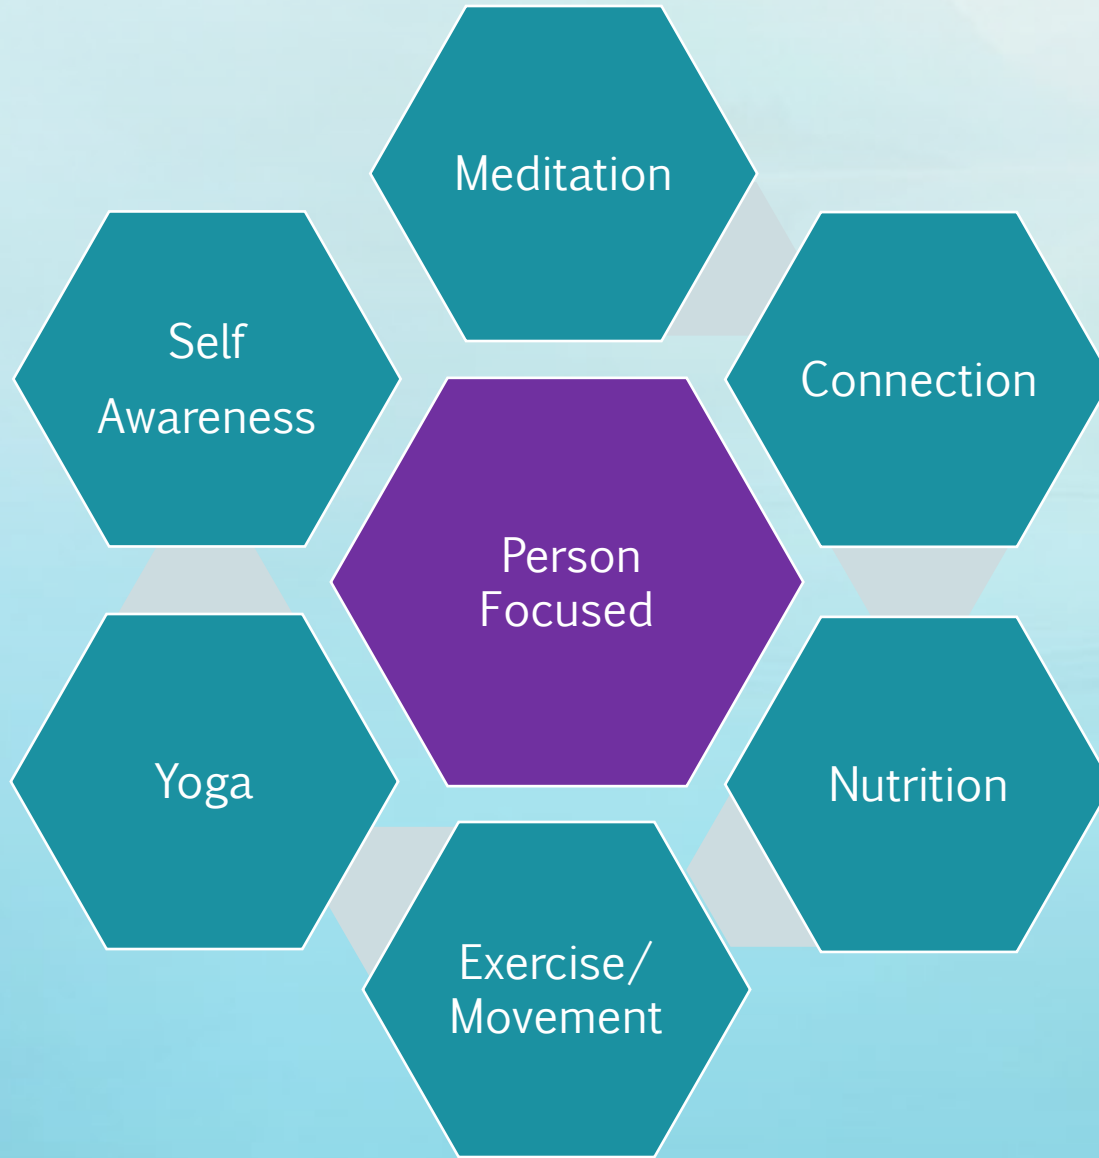 Meditation
Connection
Nutrition
Exercise/
Movement
Yoga
Self
Awareness
Person
Focused